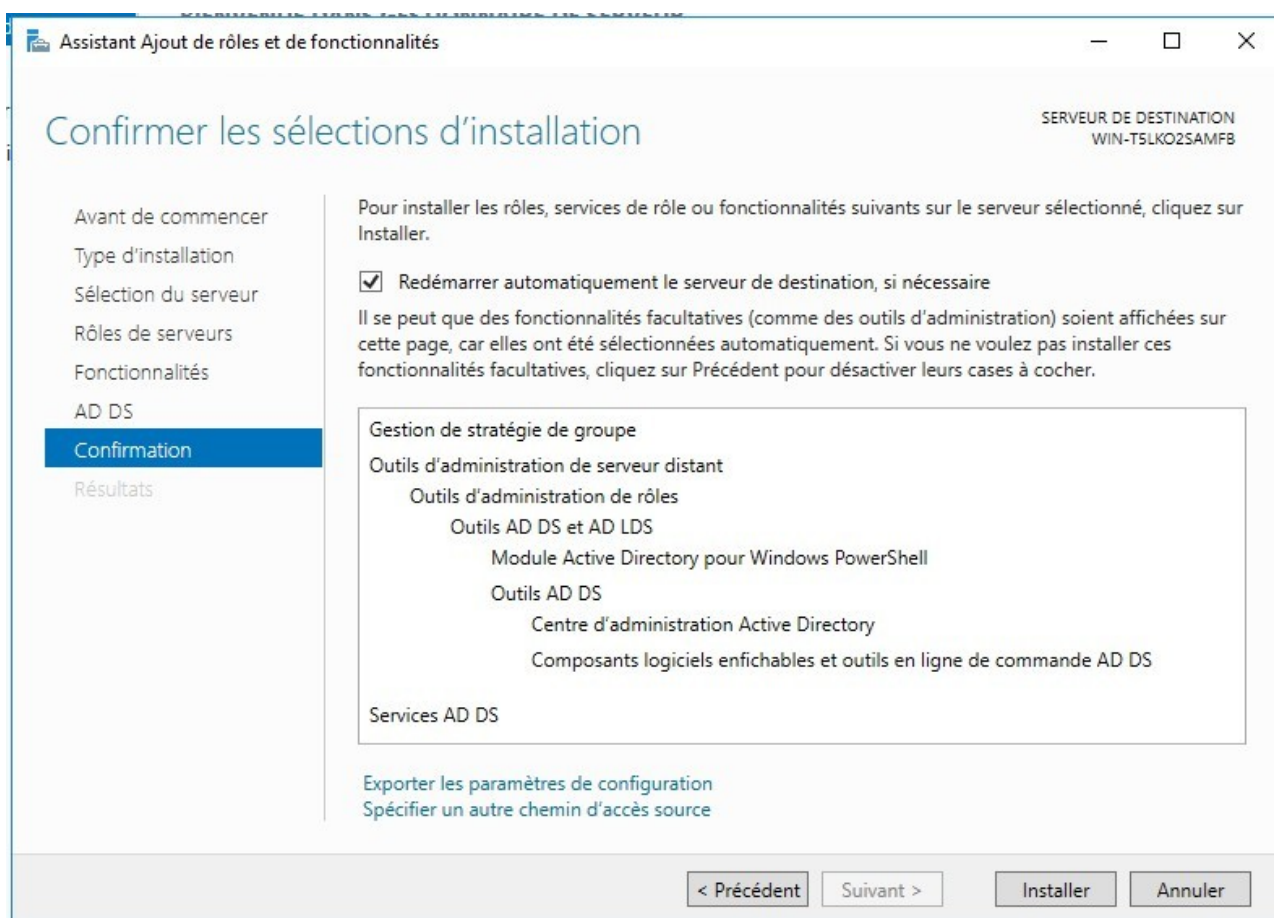 Assistant Ajout de rôles et de fonctionnalités
Confirmer les sélections d’installation
SERVEUR DE DESTINATION
WIN-T5LKO2SAMFB
Avant de commencer
Type d’installation
Sélection du serveur
Rôles de serveurs
Fonctionnalités
AD DS
Confirmation
Résultats
Pour installer les rôles, services de rôle ou fonctionnalités suivants sur le serveur sélectionné, cliquez sur
Installer.
Redémarrer automatiquement le serveur de destination, si nécessaire
Il se peut que des fonctionnalités facultatives (comme des outils d’administration) soient affichées sur
cette page, car elles ont été sélectionnées automatiquement. Si vous ne voulez pas installer ces
fonctionnalités facultatives, cliquez sur Précédent pour désactiver leurs cases à cocher.
Gestion de stratégie de groupe
Outils d’administration de serveur distant
Outils d’administration de rôles
Outils AD DS et AD LDS
Module Active Directory pour Windows PowerShell
Outils AD DS
Centre d’administration Active Directory
Composants logiciels enfichables et outils en ligne de commande AD DS
Services AD DS
Exporter les paramètres de configuration
Spécifier un autre chemin d’accès source
< Précédent
Suivant >
Installer
Annuler